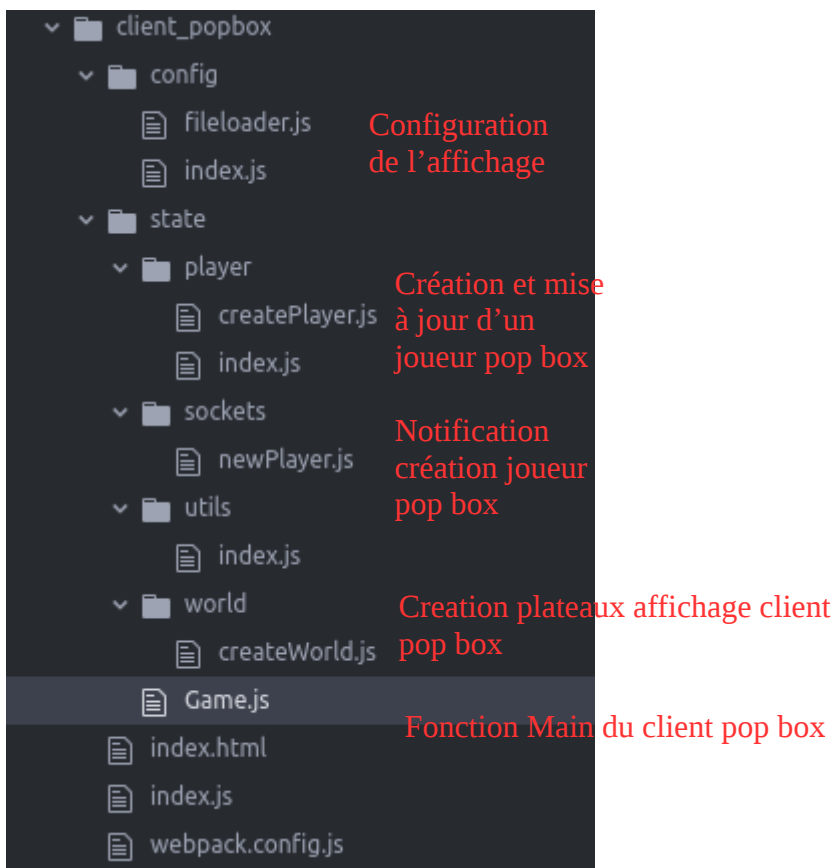 client_popbox
config
fileloader.js
Configuration
de l’affichage
index.js
state
player
createPlayer.js
Création et mise
à jour d’un
joueur pop box
index.js
sockets
newPlayer.js
Notification
création joueur
pop box
utils
index.js
world
createWorld.js
Creation plateaux affichage client
pop box
Game.js
Fonction Main du client pop box
index.html
index.js
webpack.config.js